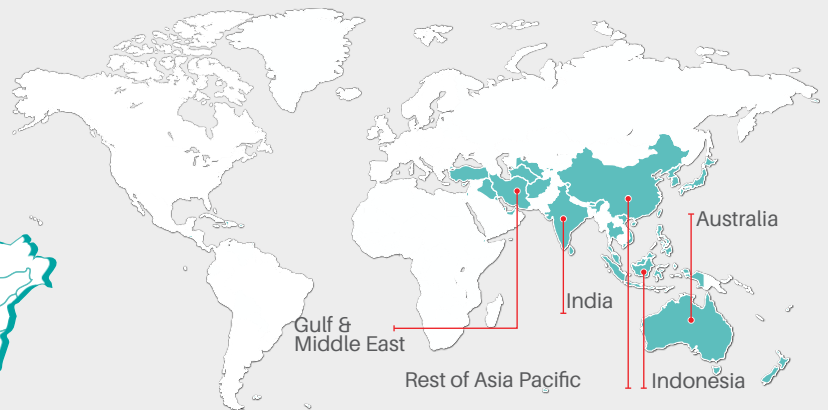 Australia
India
Gulf &
Middle East
Rest of Asia Pacific
Indonesia